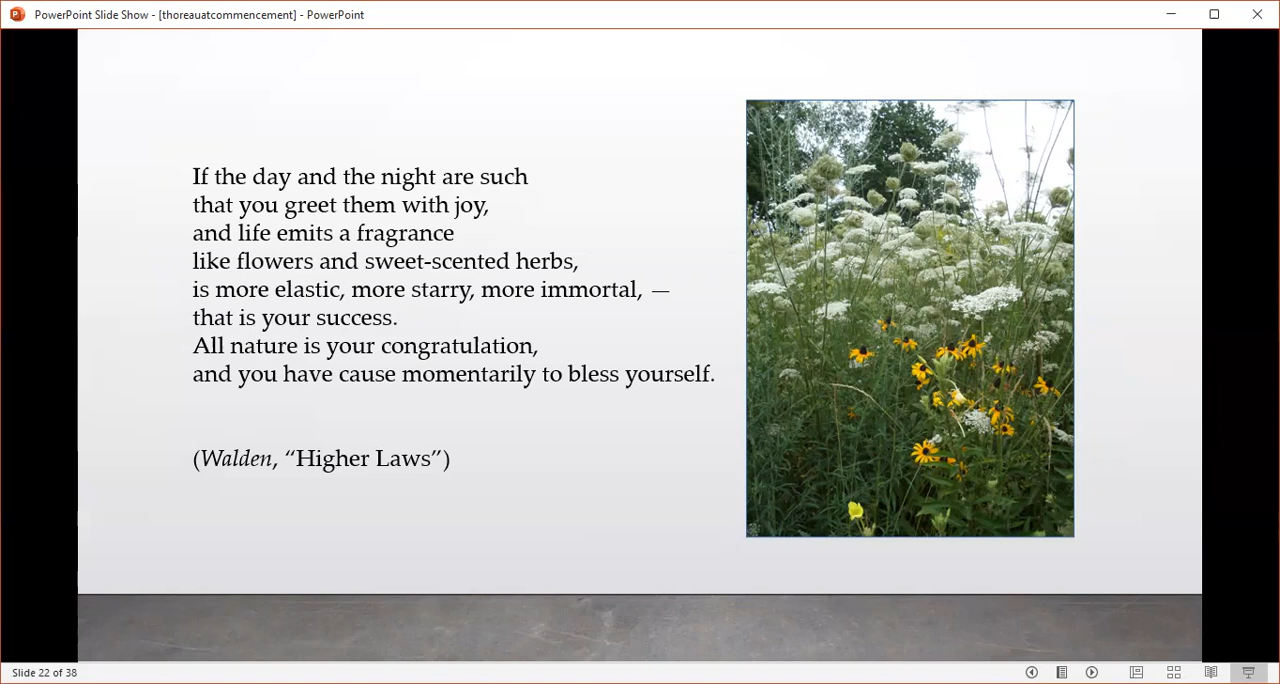 PowerPoint Slide Show - [thoreauatcommencement] - PowerPoint
If the day and the night are such
that you greet them with joy,
and life emits a fragrance
like flowers and sweet-scented herbs,
is more elastic, more starry, more immortal, —
that is your success.
All nature is your congratulation,
and you have cause momentarily to bless yourself.
(Walden, “Higher Laws”)
Slide 22 of 38